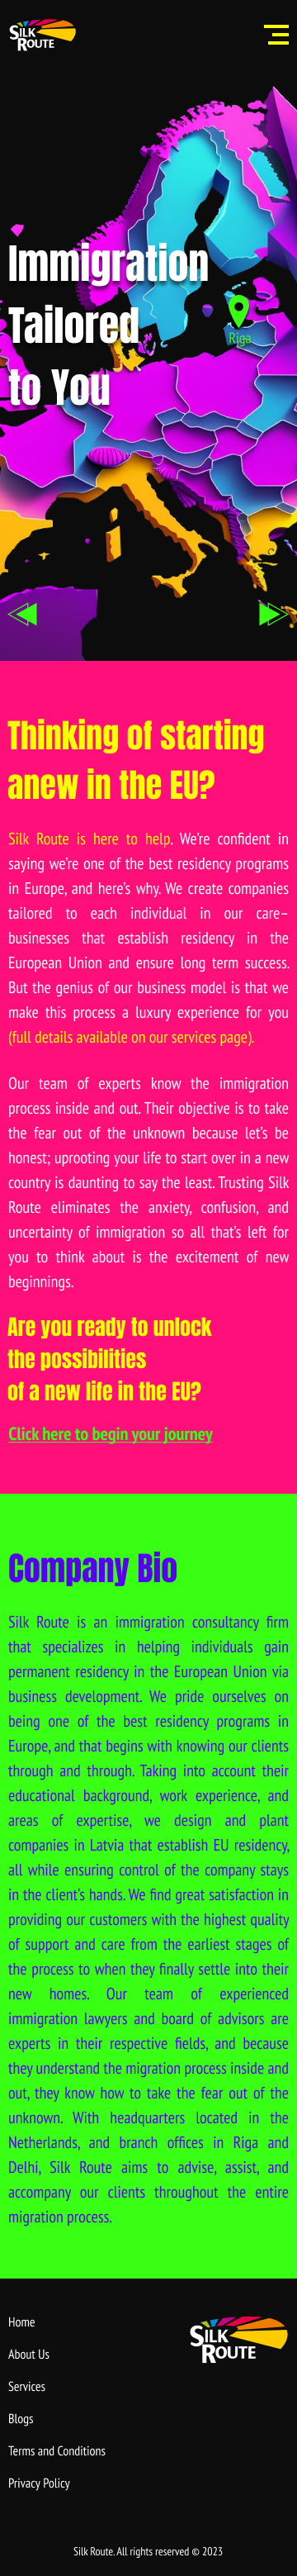 SILK
ROUTE
Immigration
Tailored
to You
Riga
Thinking of starting
anew in the EU?
Silk Route is here to help. We're confident in
saying we're one of the best residency programs
in Europe, and here's why. We create companies
tailored to each individual in our care–
businesses that establish residency in the
European Union and ensure long term success.
But the genius of our business model is that we
make this process a luxury experience for you
(full details available on our services page).
Our team of experts know the immigration
process inside and out. Their objective is to take
the fear out of the unknown because let's be
honest; uprooting your life to start over in a new
country is daunting to say the least. Trusting Silk
Route eliminates the anxiety, confusion, and
uncertainty of immigration so all that's left for
you to think about is the excitement of new
beginnings.
Are you ready to unlock
the possibilities
of a new life in the EU?
Click here to begin your journey
Company Bio
Silk Route is an immigration consultancy firm
that specializes in helping individuals gain
permanent residency in the European Union via
business development. We pride ourselves on
being one of the best residency programs in
Europe, and that begins with knowing our clients
through and through. Taking into account their
educational background, work experience, and
areas of expertise, we design and plant
companies in Latvia that establish EU residency,
all while ensuring control of the company stays
in the client's hands. We find great satisfaction in
providing our customers with the highest quality
of support and care from the earliest stages of
the process to when they finally settle into their
new homes. Our team of experienced
immigration lawyers and board of advisors are
experts in their respective fields, and because
they understand the migration process inside and
out, they know how to take the fear out of the
unknown. With headquarters located in the
Netherlands, and branch offices in Riga and
Delhi, Silk Route aims to advise, assist, and
accompany our clients throughout the entire
migration process.
Home
About Us
Services
Blogs
Terms and Conditions
Privacy Policy
SILK
ROUTE
Silk Route. All rights reserved © 2023